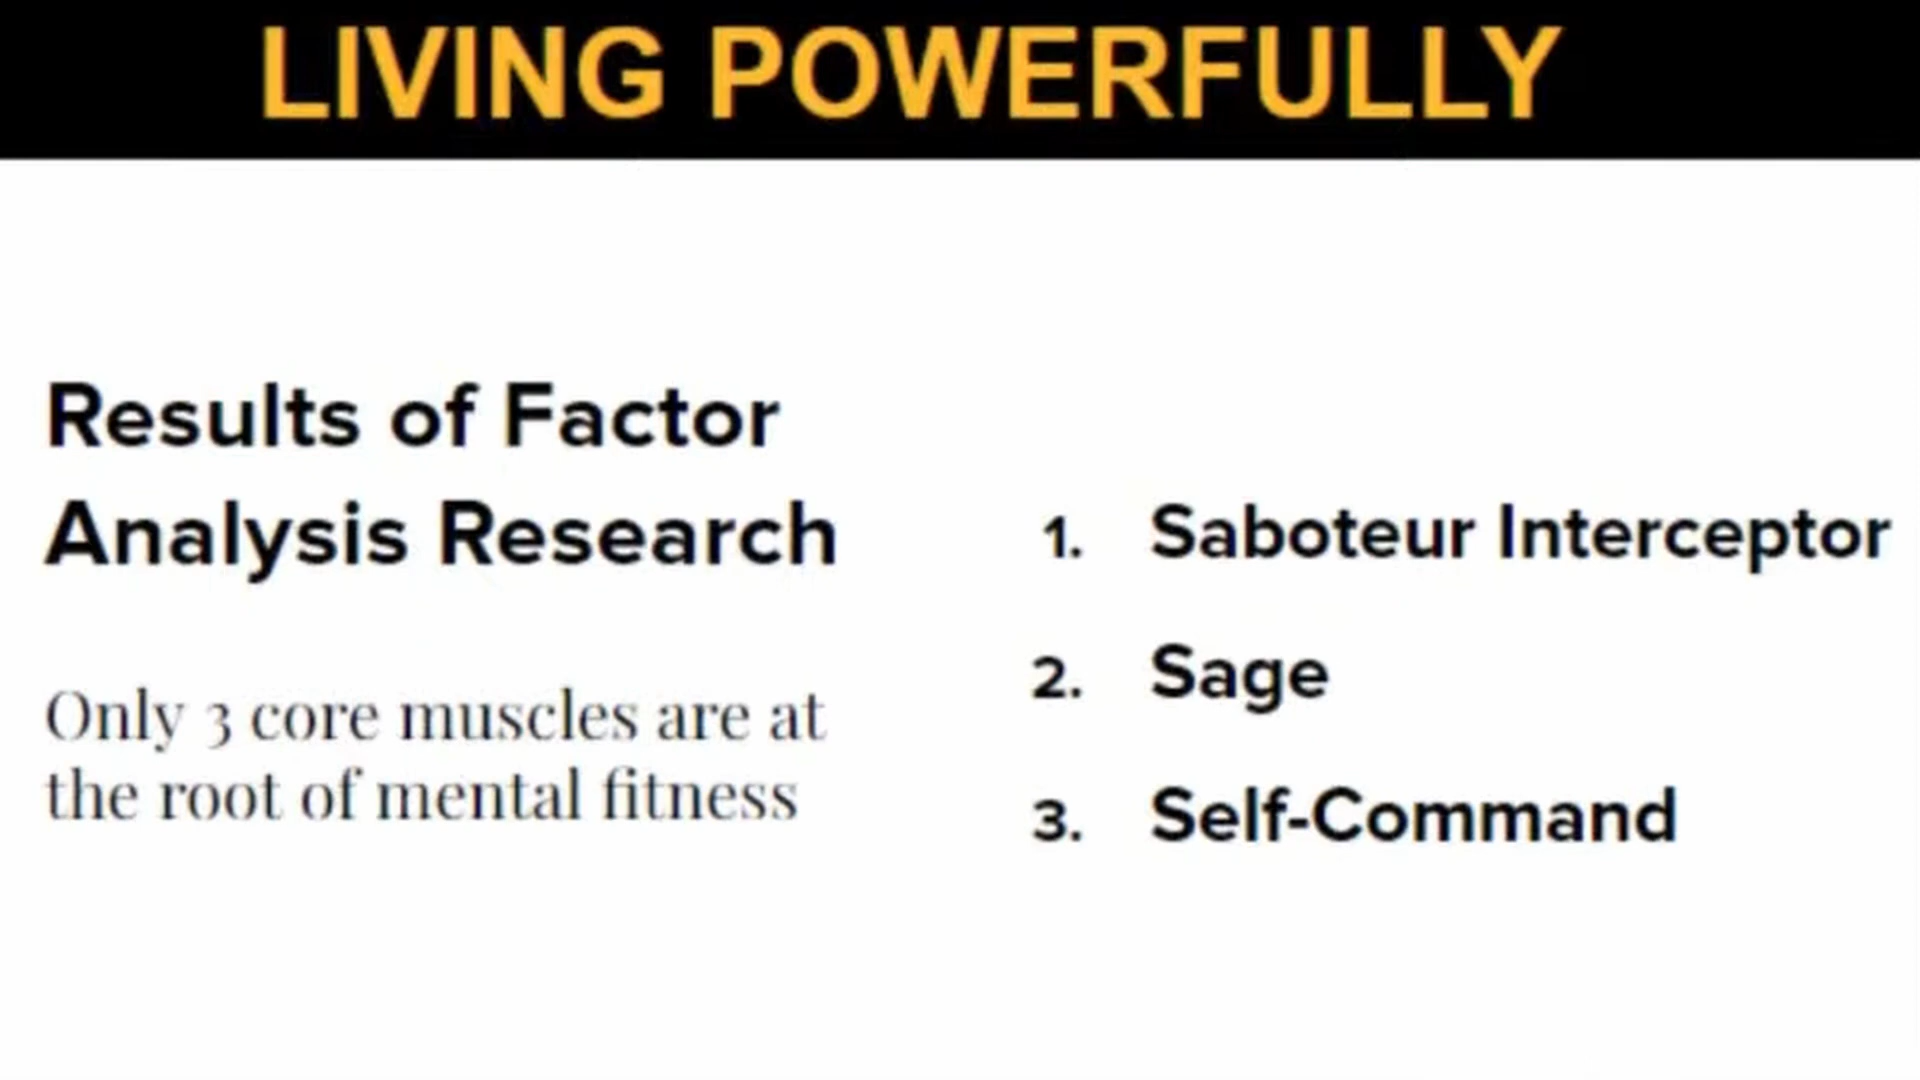 LIVING POWERFULLY
Results of Factor
Analysis Research
Only 3 core muscles are at
the root of mental fitness
1. Saboteur Interceptor
2. Sage
3. Self-Command